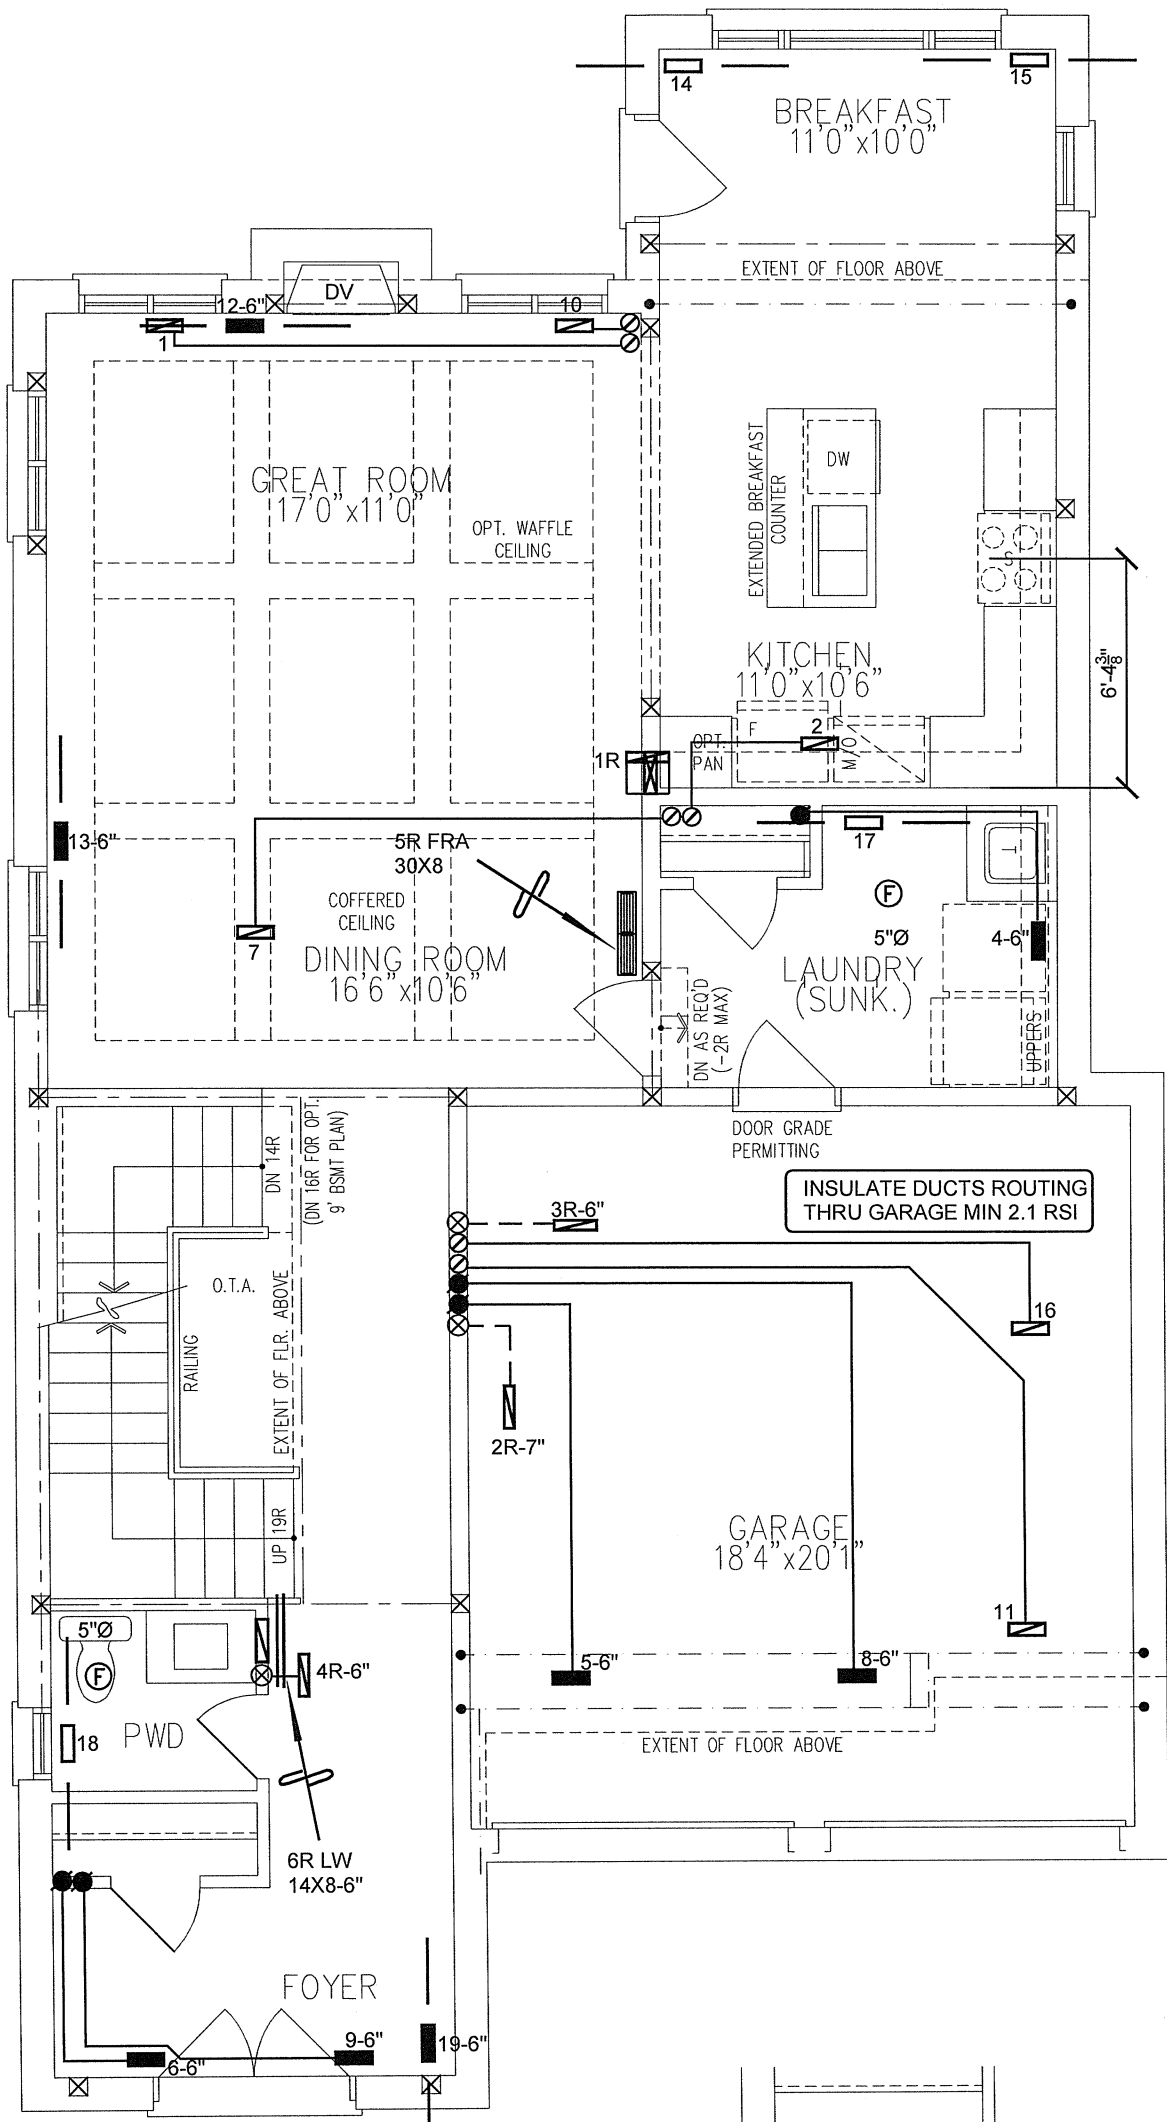 14
15
BREAKFAST
11'0"x10'0"
EXTENT OF FLOOR ABOVE
DV
12-6"
10
1
GREAT ROOM
17'0"x11'0"
OPT. WAFFLE
CEILING
EXTENDED BREAKFAST
COUNTER
DW
S
6'-4 3/8"
KITCHEN
11'0"x10'6"
F
2
OPT.
PAN
M/O
1R
17
13-6"
5R FRA
30X8
COFFERED
CEILING
7
DINING ROOM
16'6"x10'6"
F
5"Ø
4-6"
LAUNDRY
(SUNK.)
DN AS REQ'D
(-2R MAX)
UPPERS
DOOR GRADE
PERMITTING
DN 14R
(DN 16R FOR OPT.
9' BSMT PLAN)
INSULATE DUCTS ROUTING
THRU GARAGE MIN 2.1 RSI
3R-6"
O.T.A.
RAILING
EXTENT OF FLR. ABOVE
16
2R-7"
UP 19R
GARAGE
18'4"x20'1"
11
5"Ø
F
4R-6"
5-6"
8-6"
18
PWD
EXTENT OF FLOOR ABOVE
6R LW
14X8-6"
FOYER
9-6"
19-6"
6-6"